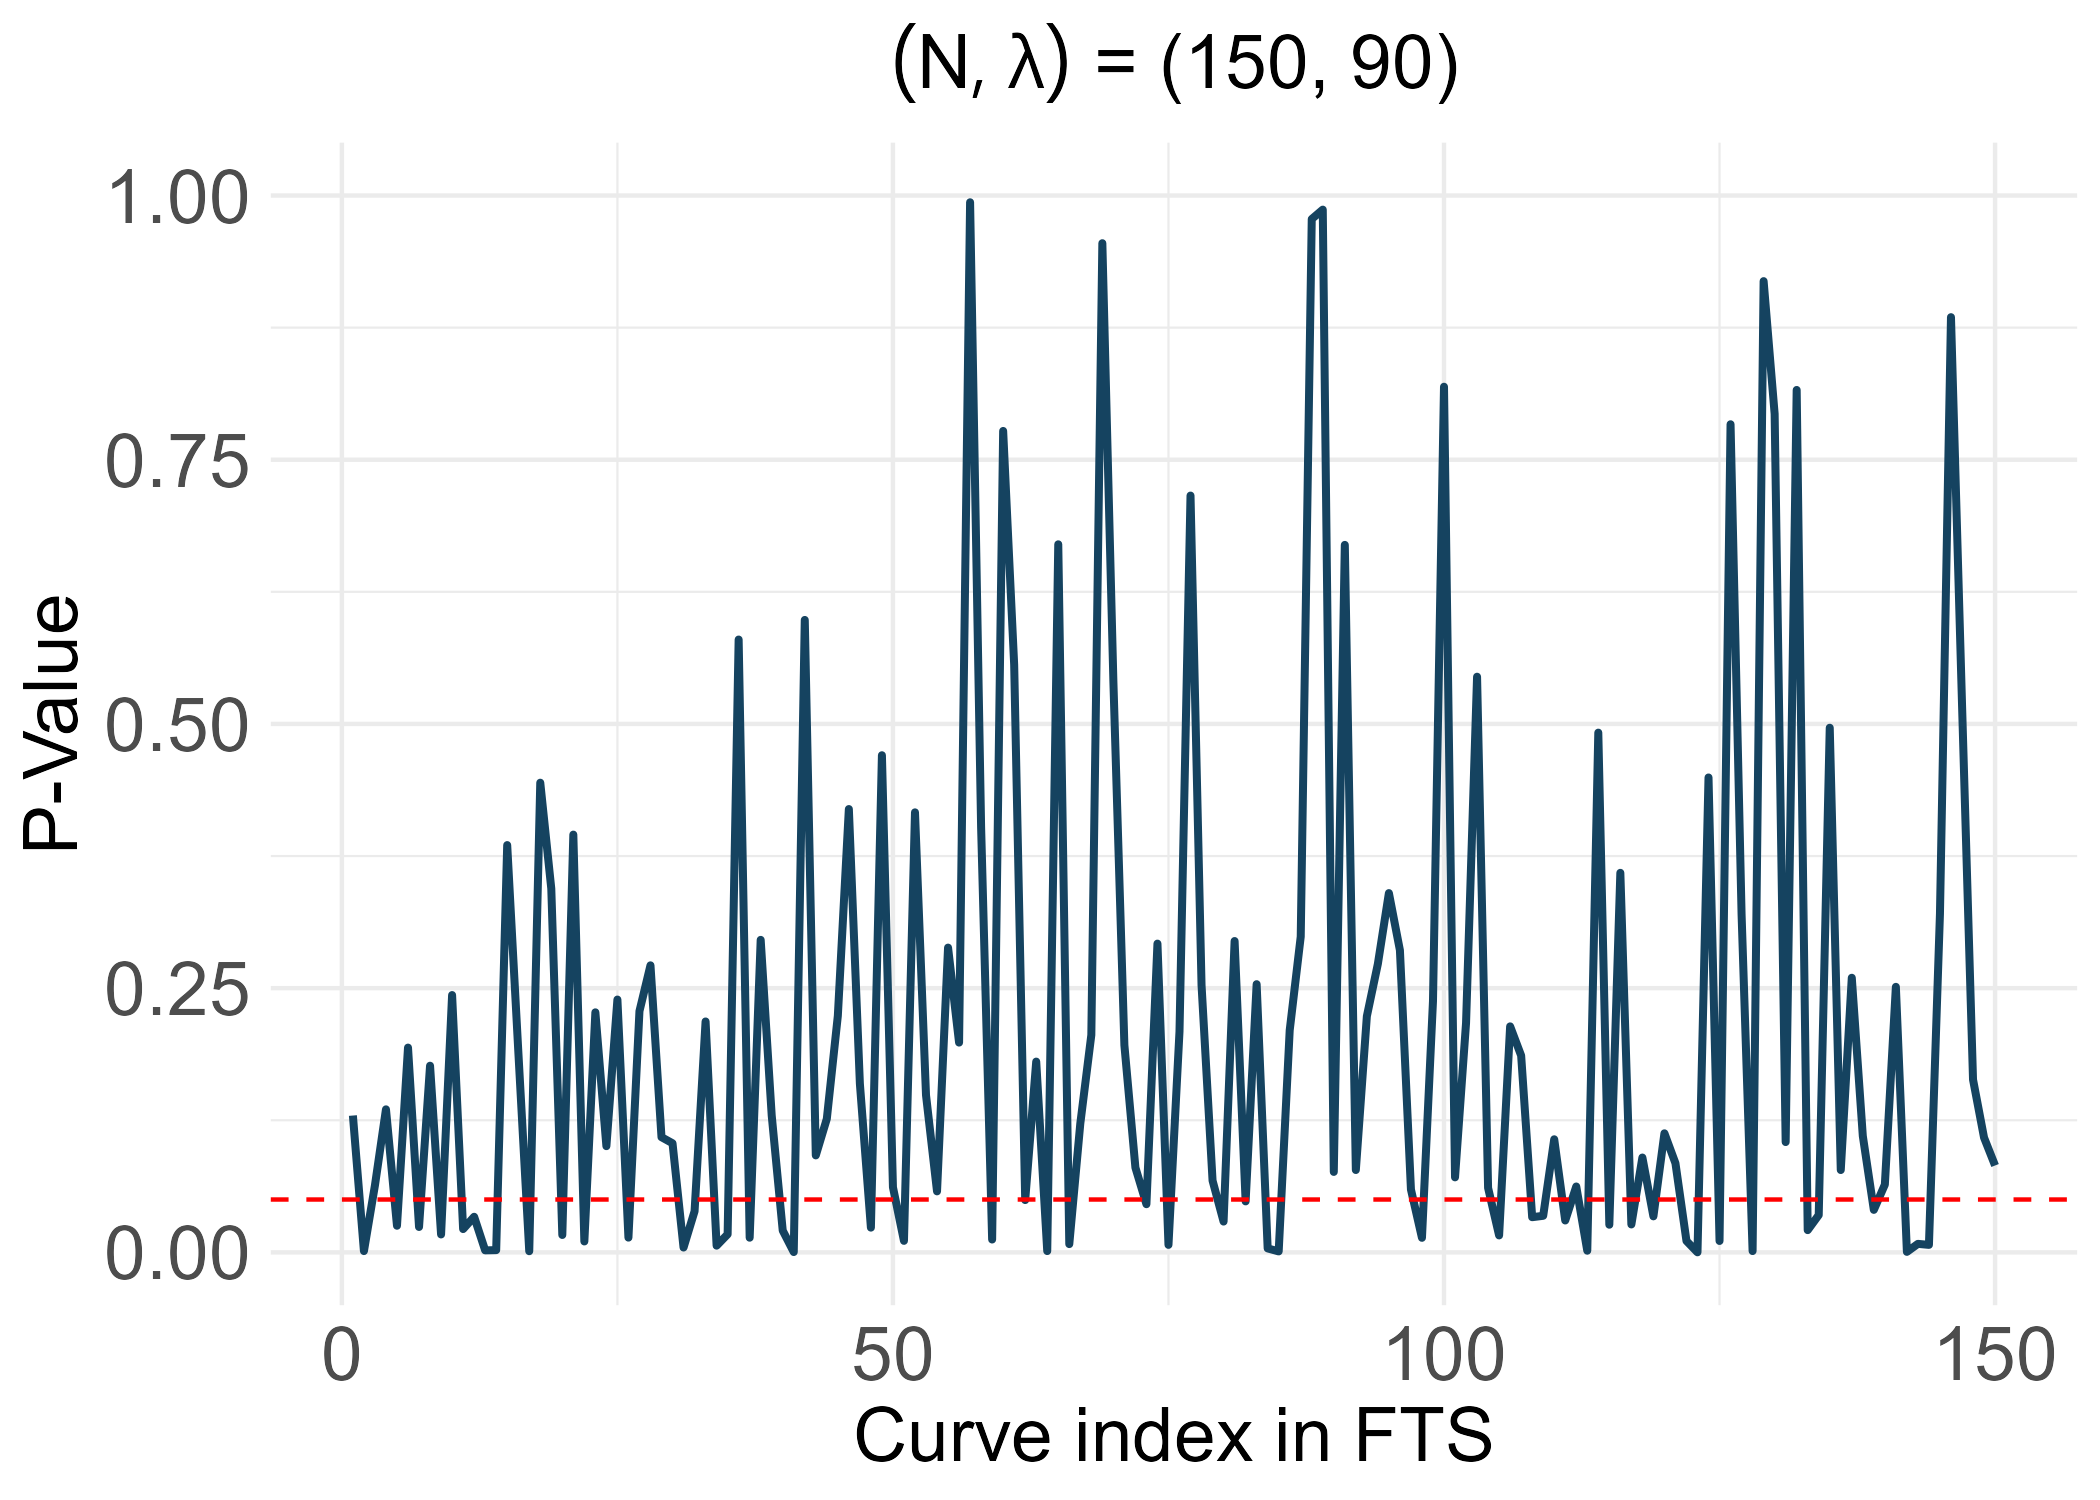 (N, λ) = (150, 90)
1.00
0.75
0.50
0.25
0.00
P-Value
0 50 100 150
Curve index in FTS